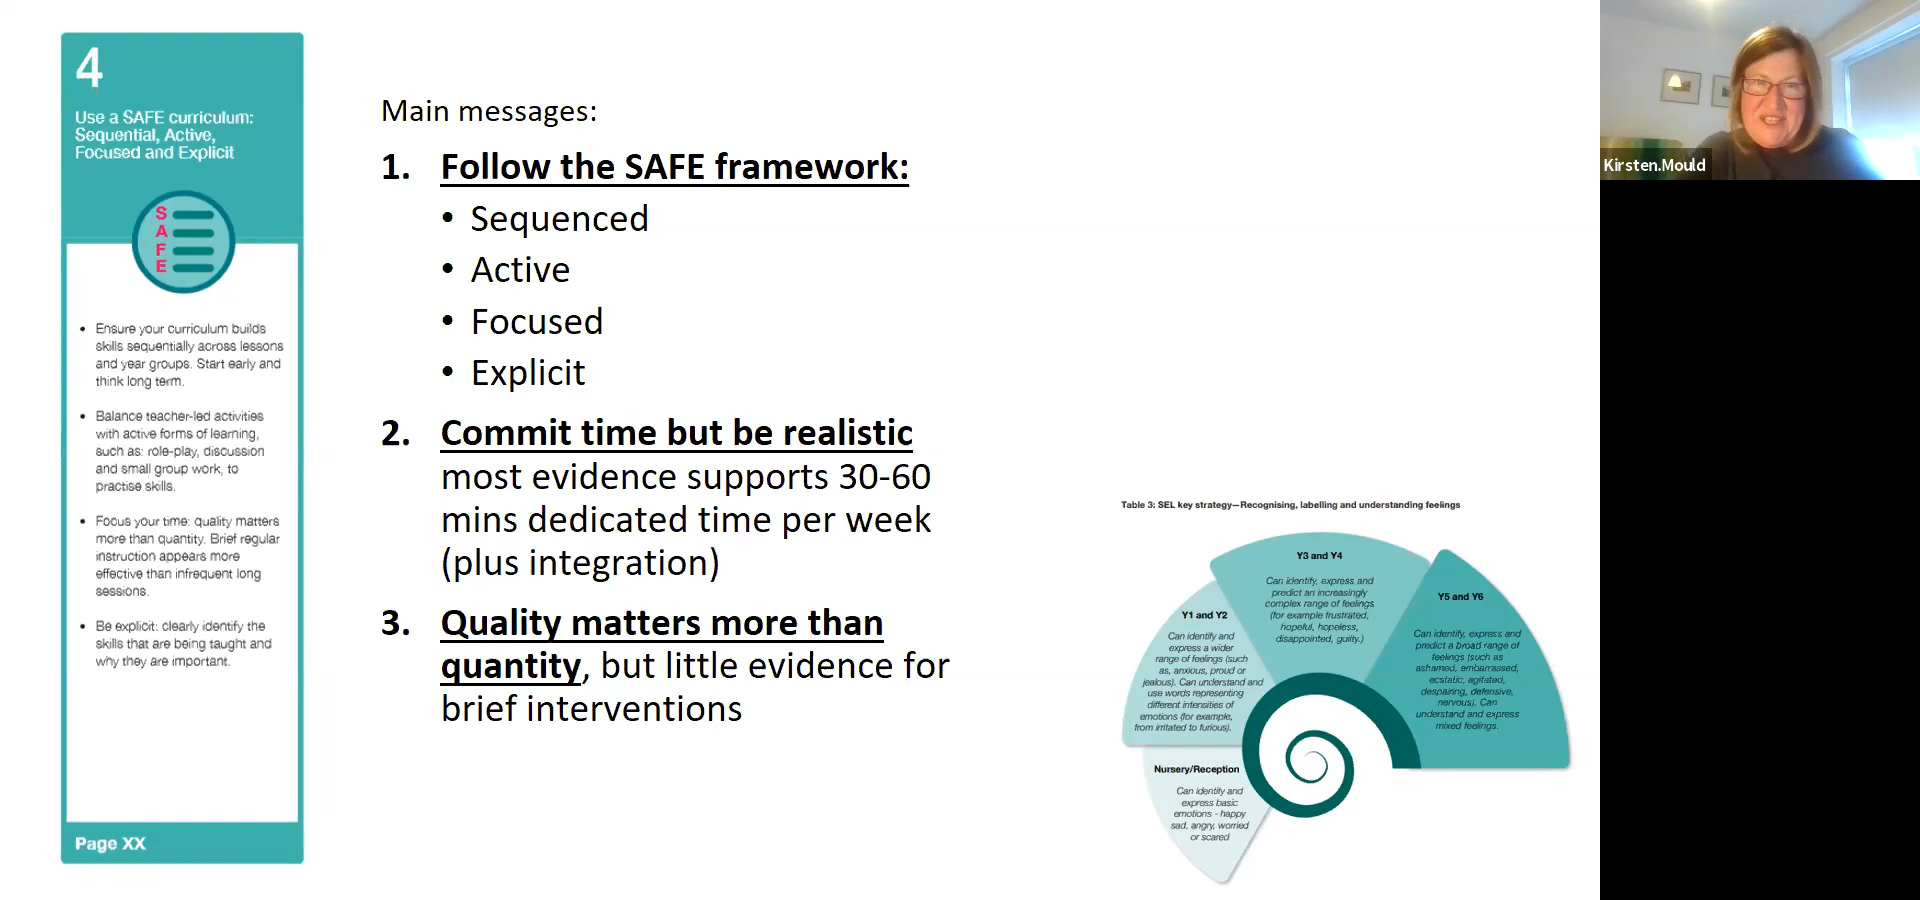 4
Use a SAFE curriculum:
Sequential, Active,
Focused and Explicit
S
A
F
E
• Ensure your curriculum builds
skills sequentially across lessons
and year groups. Start early and
think long term.
• Balance teacher-led activities
with active forms of learning,
such as: role-play, discussion
and small group work, to
practise skills.
• Focus your time: quality matters
more than quantity. Brief regular
instruction appears more
effective than infrequent long
sessions.
• Be explicit: clearly identify the
skills that are being taught and
why they are important.
Page XX
Main messages:
1. Follow the SAFE framework:
• Sequenced
• Active
• Focused
• Explicit
2. Commit time but be realistic
most evidence supports 30-60
mins dedicated time per week
(plus integration)
3. Quality matters more than
quantity, but little evidence for
brief interventions
Table 3: SEL key strategy—Recognising, labelling and understanding feelings
Nursery/Reception
Can identify and
express basic
emotions - happy
sad, angry, worried
or scared
Y1 and Y2
Can identify and
express a wider
range of feelings (such
as, anxious, proud or
jealous). Can understand and
use words representing
different intensities of
emotions (for example,
from irritated to furious).
Y3 and Y4
Can identify, express and
predict an increasingly
complex range of feelings
(for example frustrated,
hopeful, hopeless,
disappointed, guilty.)
Y5 and Y6
Can identify, express and
predict a broad range of
feelings (such as
ashamed, embarrassed,
ecstatic, agitated,
despairing, defensive,
nervous). Can
understand and express
mixed feelings.
Kirsten.Mould